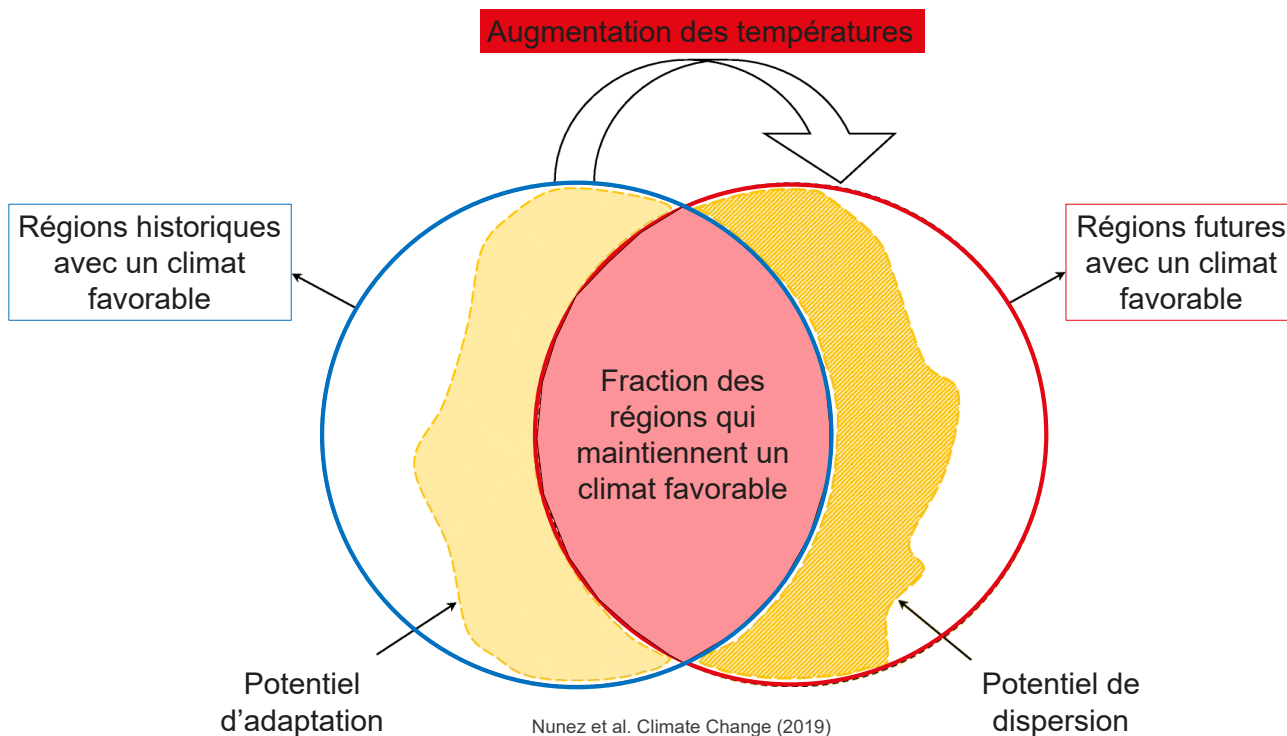 Augmentation des températures
Régions historiques
avec un climat
favorable
Régions futures
avec un climat
favorable
Fraction des
régions qui
maintiennent un
climat favorable
Potentiel
d’adaptation
Potentiel de
dispersion
Nunez et al. Climate Change (2019)